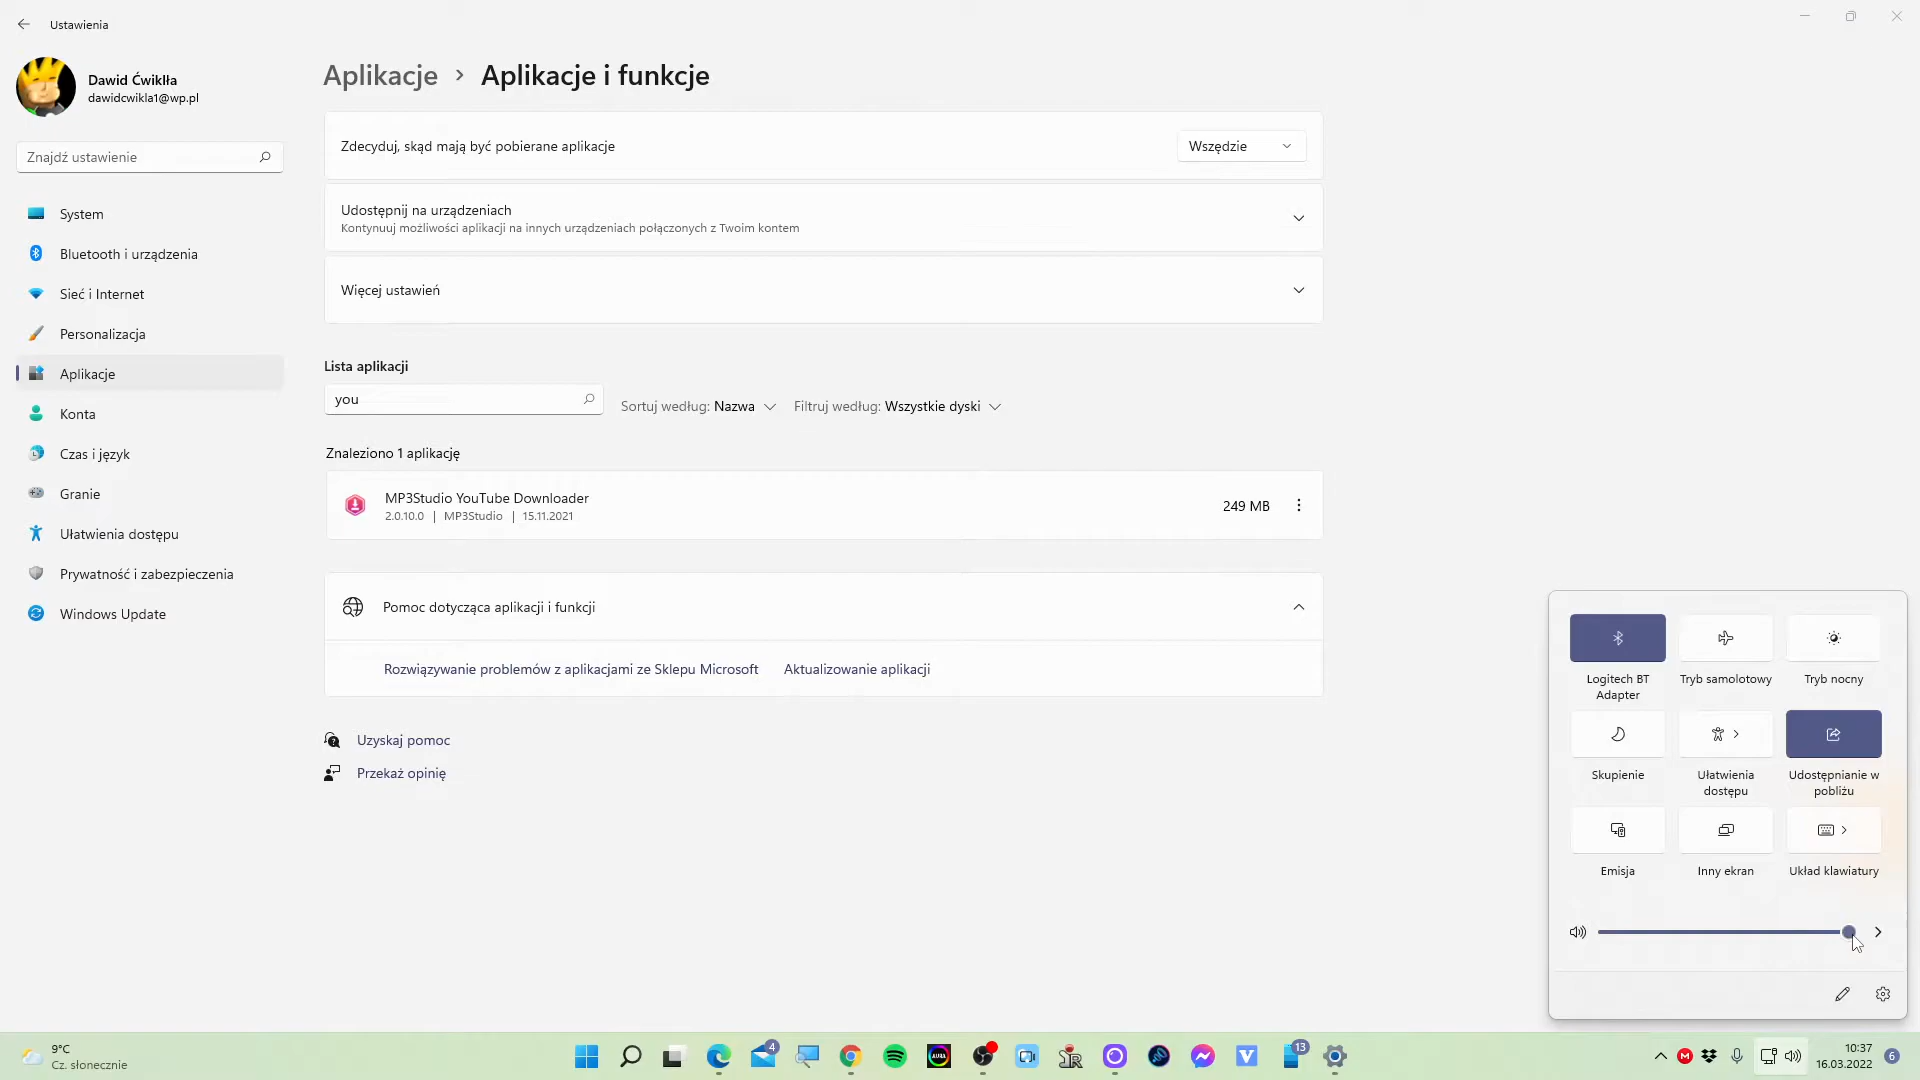 Ustawienia
Dawid Ćwiklła
dawidcwikla1@wp.pl
Znajdź ustawienie
System
Bluetooth i urządzenia
Sieć i Internet
Personalizacja
Aplikacje
Konta
Czas i język
Granie
Ułatwienia dostępu
Prywatność i zabezpieczenia
Windows Update
Aplikacje > Aplikacje i funkcje
Zdecyduj, skąd mają być pobierane aplikacje
Wszędzie
Udostępnij na urządzeniach
Kontynuuj możliwości aplikacji na innych urządzeniach połączonych z Twoim kontem
Więcej ustawień
Lista aplikacji
you
Sortuj według: Nazwa
Filtruj według: Wszystkie dyski
Znaleziono 1 aplikację
MP3Studio YouTube Downloader
2.0.10.0 | MP3Studio | 15.11.2021
249 MB
Pomoc dotycząca aplikacji i funkcji
Rozwiązywanie problemów z aplikacjami ze Sklepu Microsoft
Aktualizowanie aplikacji
Uzyskaj pomoc
Przekaż opinię
Logitech BT
Adapter
Tryb samolotowy
Tryb nocny
Skupienie
Ułatwienia
dostępu
Udostępnianie w
pobliżu
Emisja
Inny ekran
Układ klawiatury
9°C
Cz. słonecznie
4
AURA
13
10:37
16.03.2022
6